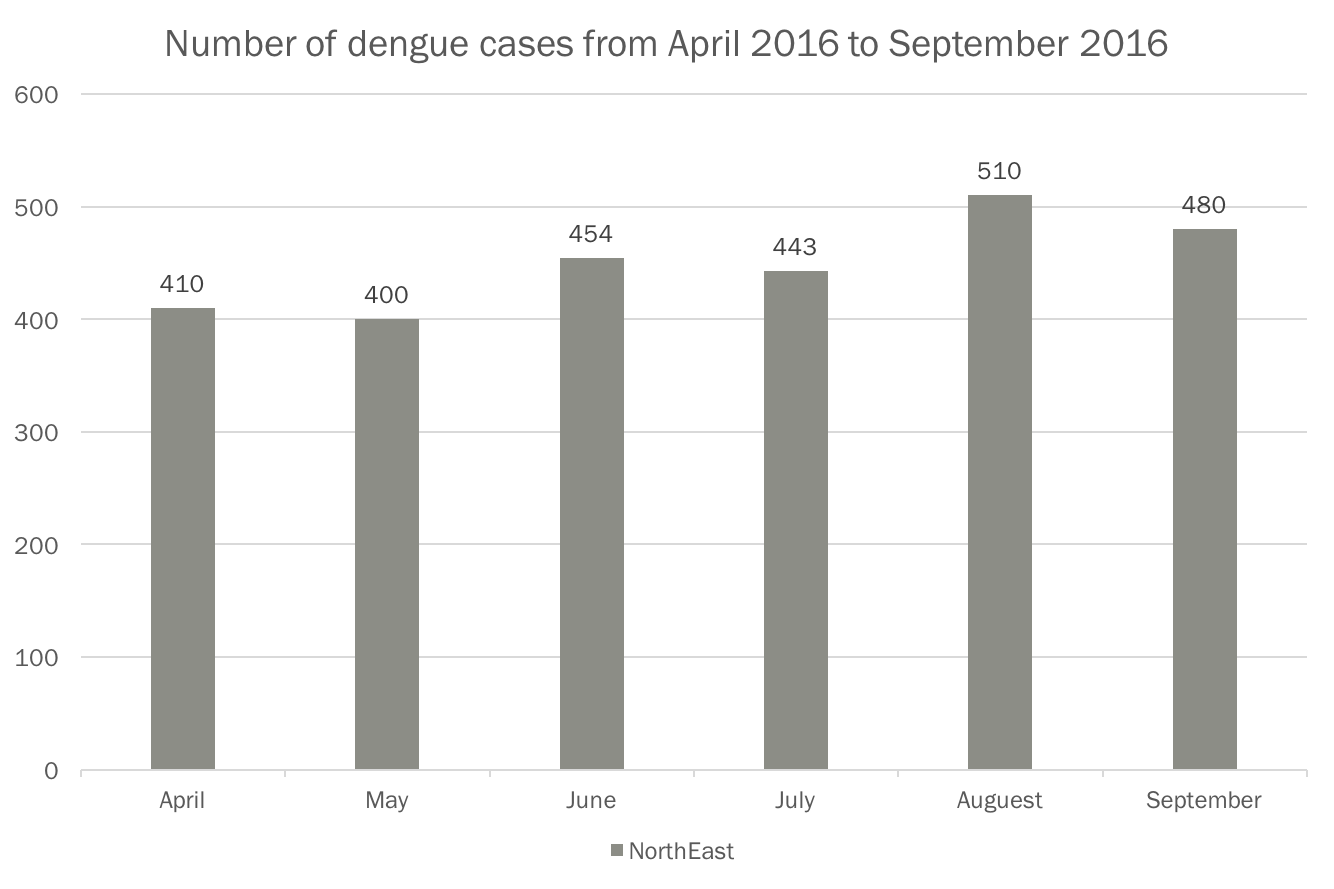 Number of dengue cases from April 2016 to September 2016
600
500
400
300
200
100
0
410
400
454
443
510
480
April
May
June
July
Auguest
September
NorthEast